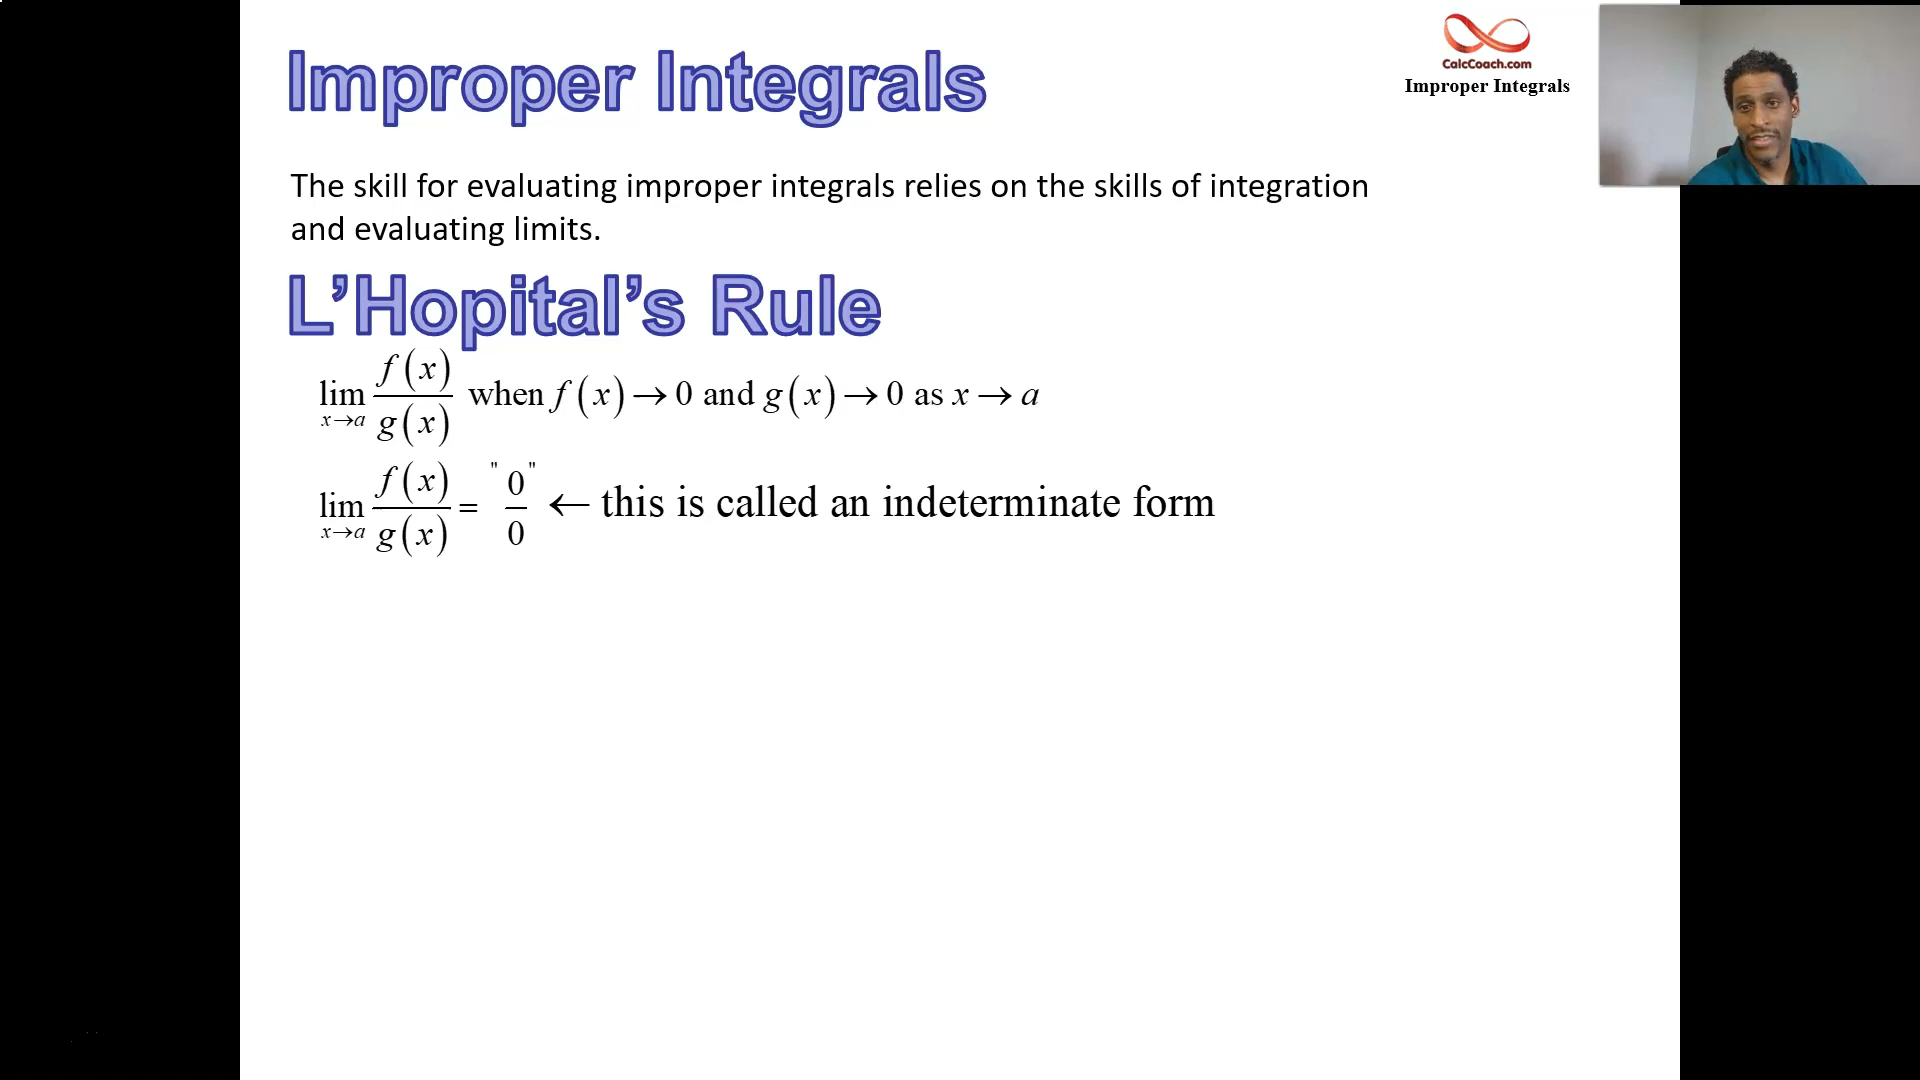 Improper Integrals
CalcCoach.com
Improper Integrals
The skill for evaluating improper integrals relies on the skills of integration
and evaluating limits.
L’Hopital’s Rule
lim x→a f(x)/g(x) when f(x)→0 and g(x)→0 as x→a
lim x→a f(x)/g(x) = "0/0" ← this is called an indeterminate form